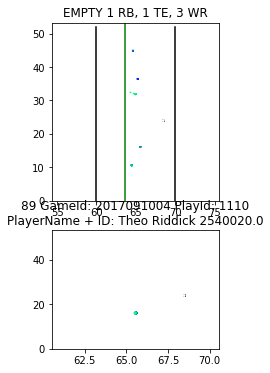 EMPTY 1 RB, 1 TE, 3 WR
50
40
30
20
10
0
55 60 65 70 75
89 GameId: 2017091004 PlayId: 1110
PlayerName + ID: Theo Riddick 2540020.0
40
20
0
62.5 65.0 67.5 70.0